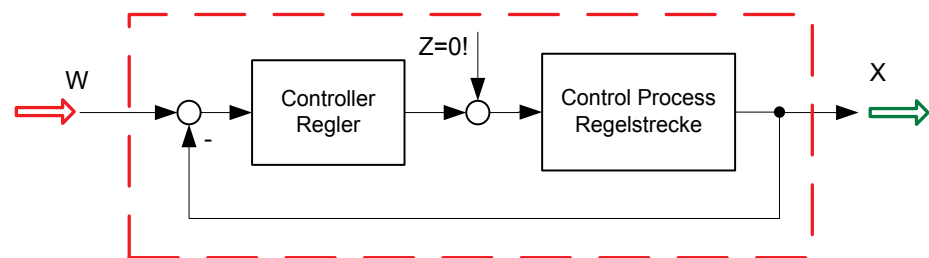 W
Z=0!
X
Controller
Regler
Control Process
Regelstrecke
-